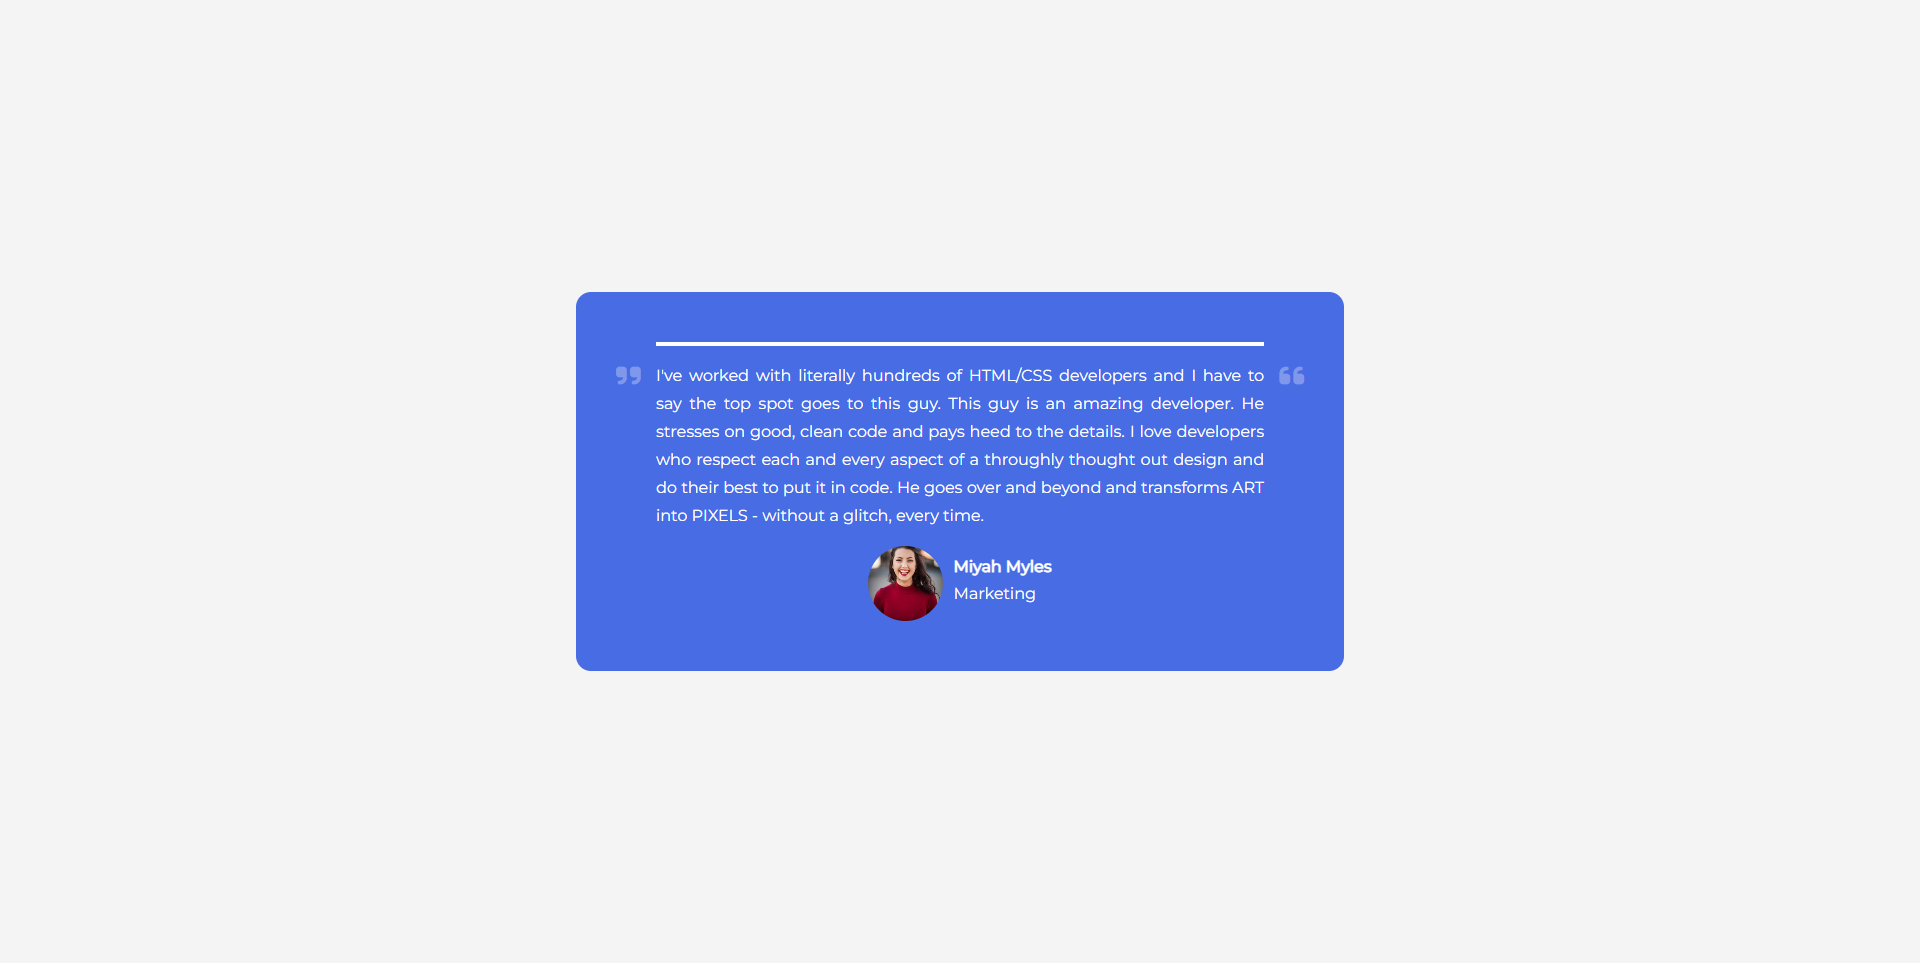 I've worked with literally hundreds of HTML/CSS developers and I have to
say the top spot goes to this guy. This guy is an amazing developer. He
stresses on good, clean code and pays heed to the details. I love developers
who respect each and every aspect of a throughly thought out design and
do their best to put it in code. He goes over and beyond and transforms ART
into PIXELS - without a glitch, every time.
Miyah Myles
Marketing